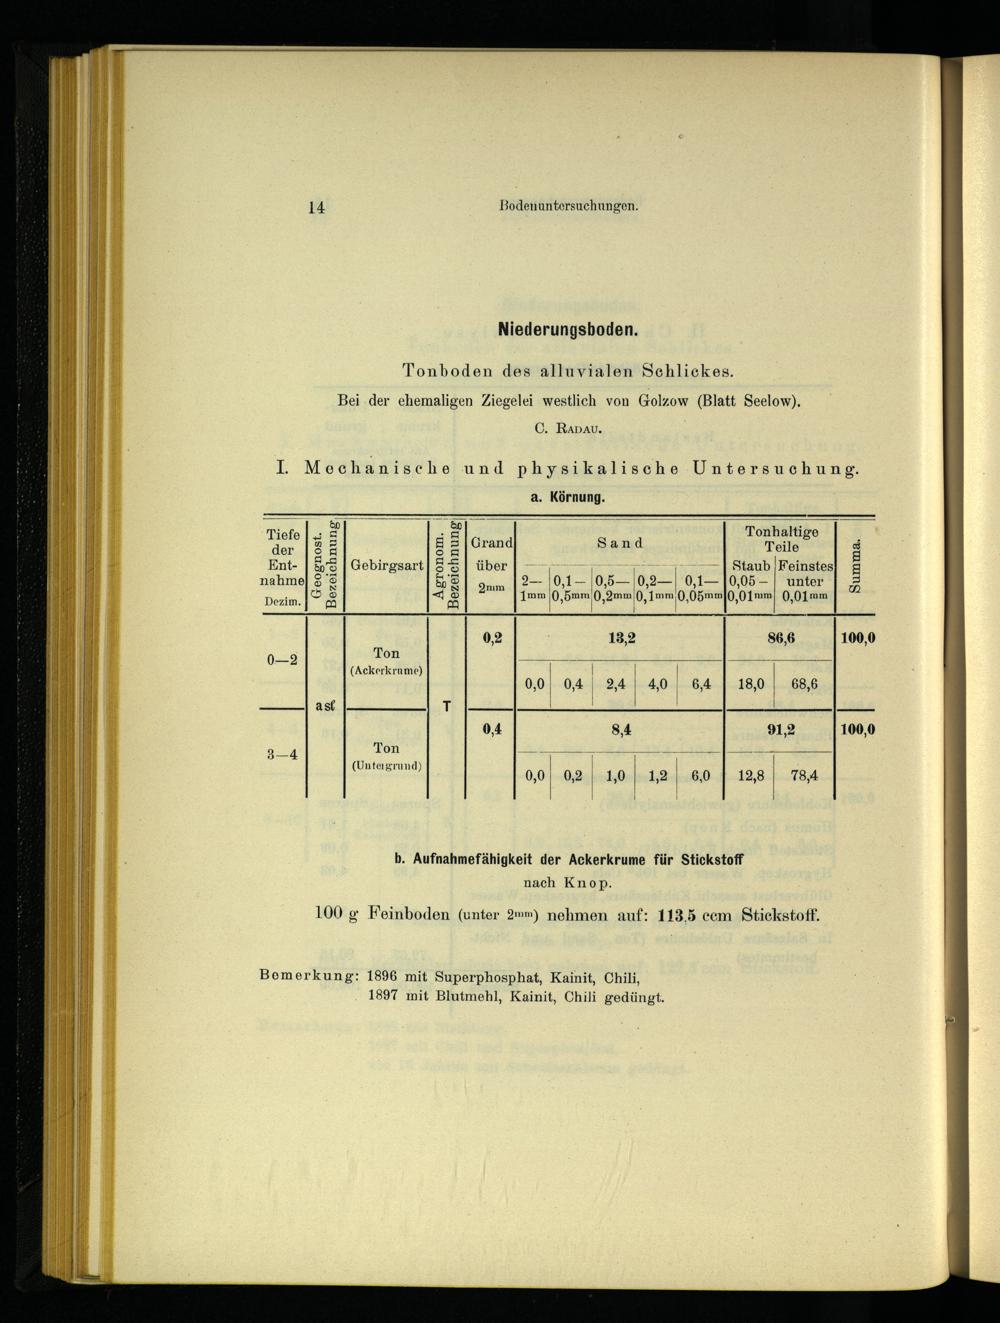 14 Bodenuntersuchungen.
Niederungsboden.
Tonboden des alluvialen Schlickes.
Bei der ehemaligen Ziegelei westlich von Golzow (Blatt Seelow).
C. RADAU.
I. Mechanische und physikalische Untersuchung.
a. Körnung.
Tiefe der Ent-nahme Dezim. | Geognost. Bezeichnung | Gebirgsart | Agronom. Bezeichnung | Grand über 2mm | Sand | Tonhaltige Teile | Summa.
2—1mm | 0,1—0,5mm | 0,5—0,2mm | 0,2—0,1mm | 0,1—0,05mm | Staub 0,05—0,01mm | Feinstes unter 0,01mm
0—2 | Ton (Ackerkrume) | 0,2 | 13,2 | 86,6 | 100,0
0,0 | 0,4 | 2,4 | 4,0 | 6,4 | 18,0 | 68,6
asf | T
3—4 | Ton (Untergrund) | 0,4 | 8,4 | 91,2 | 100,0
0,0 | 0,2 | 1,0 | 1,2 | 6,0 | 12,8 | 78,4
b. Aufnahmefähigkeit der Ackerkrume für Stickstoff
nach Knop.
100 g Feinboden (unter 2mm) nehmen auf: 113,5 ccm Stickstoff.
Bemerkung: 1896 mit Superphosphat, Kainit, Chili,
1897 mit Blutmehl, Kainit, Chili gedüngt.